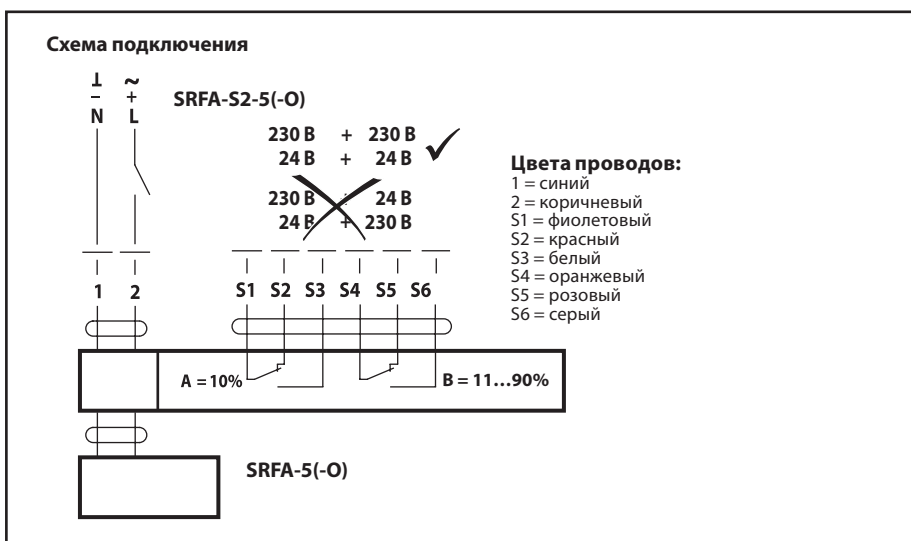 Схема подключения
⊥ ~
– +
N L
SRFA-S2-5(-O)
230 В + 230 В
24 В + 24 В
230 В + 24 В
24 В + 230 В
Цвета проводов:
1 = синий
2 = коричневый
S1 = фиолетовый
S2 = красный
S3 = белый
S4 = оранжевый
S5 = розовый
S6 = серый
1 2 S1 S2 S3 S4 S5 S6
A = 10% B = 11...90%
SRFA-5(-O)